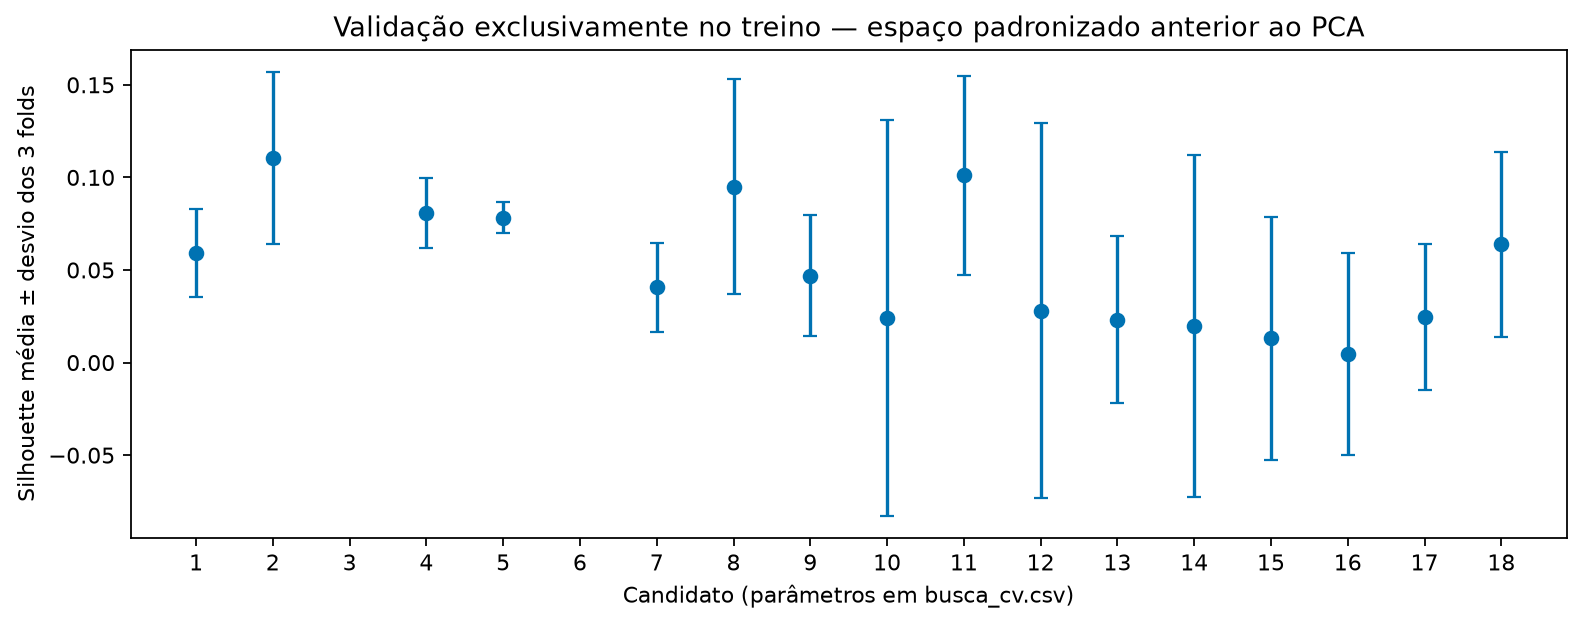 Validação exclusivamente no treino — espaço padronizado anterior ao PCA
Silhouette média ± desvio dos 3 folds
0.15
0.10
0.05
0.00
−0.05
1 2 3 4 5 6 7 8 9 10 11 12 13 14 15 16 17 18
Candidato (parâmetros em busca_cv.csv)